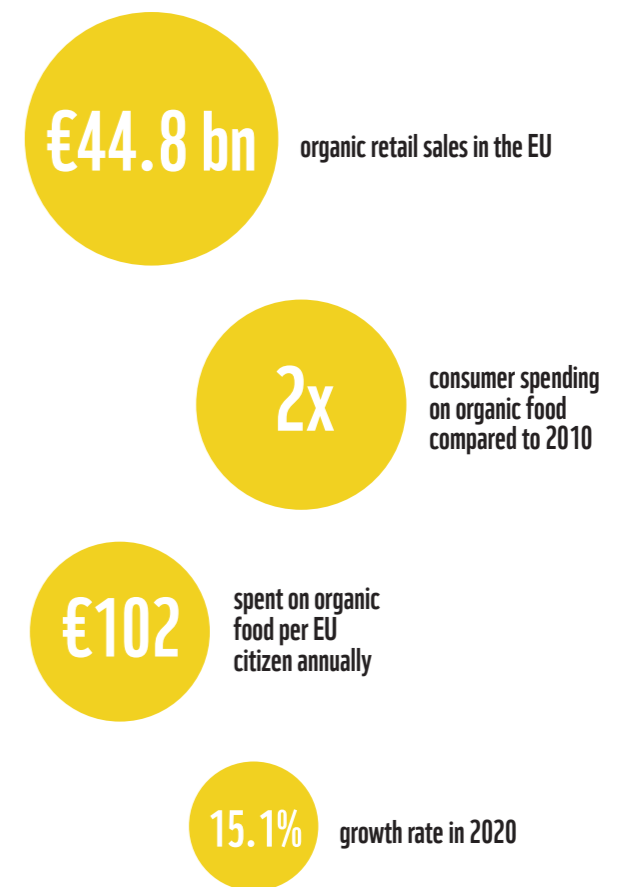 €44.8 bn
organic retail sales in the EU
2x
consumer spending
on organic food
compared to 2010
€102
spent on organic
food per EU
citizen annually
15.1%
growth rate in 2020